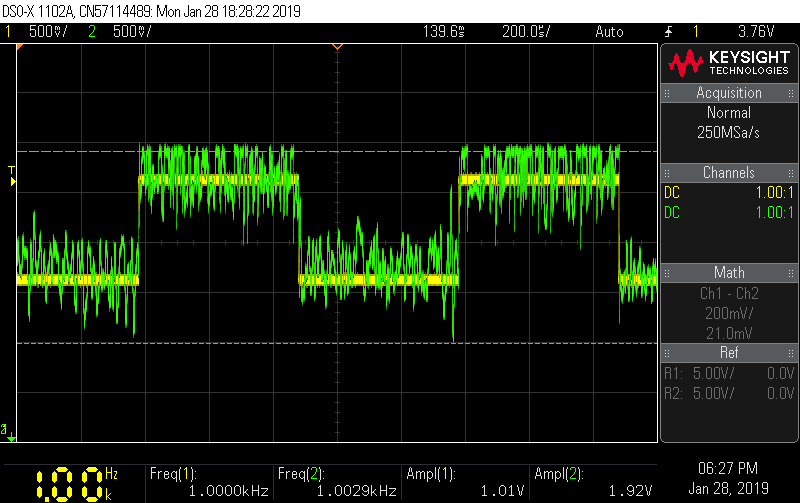 DSO-X 1102A, CN57114489: Mon Jan 28 18:28:22 2019
1 500mV/ 2 500mV/ 139.6ms 200.0s/ Auto 1 3.76V
KEYSIGHT
TECHNOLOGIES
Acquisition
Normal
250MSa/s
Channels
DC 1.00:1
DC 1.00:1
Math
Ch1 - Ch2
200mV/
21.0mV
Ref
R1: 5.00V/ 0.0V
R2: 5.00V/ 0.0V
T
1.00 Hz
k
Freq(1): Freq(2): Ampl(1): Ampl(2):
1.0000kHz 1.0029kHz 1.01V 1.92V
06:27 PM
Jan 28, 2019